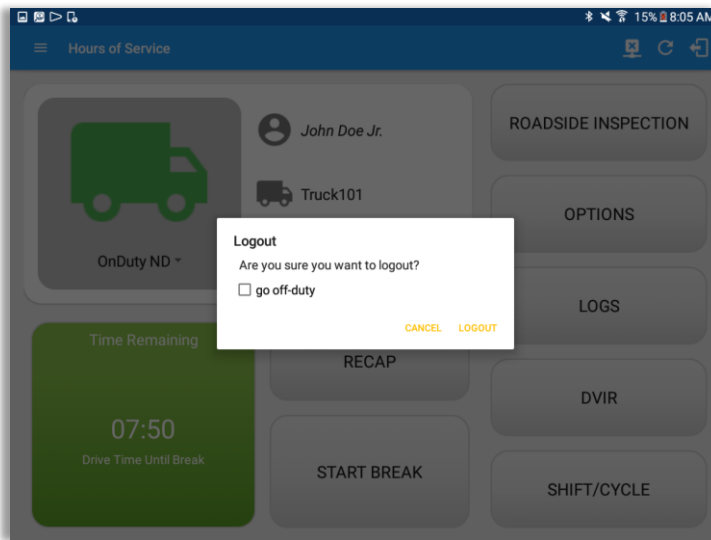 15% 8:05 AM
Hours of Service
John Doe Jr.
Truck101
OnDuty ND
ROADSIDE INSPECTION
OPTIONS
LOGS
DVIR
SHIFT/CYCLE
Logout
Are you sure you want to logout?
go off-duty
CANCEL LOGOUT
Time Remaining
07:50
Drive Time Until Break
RECAP
START BREAK